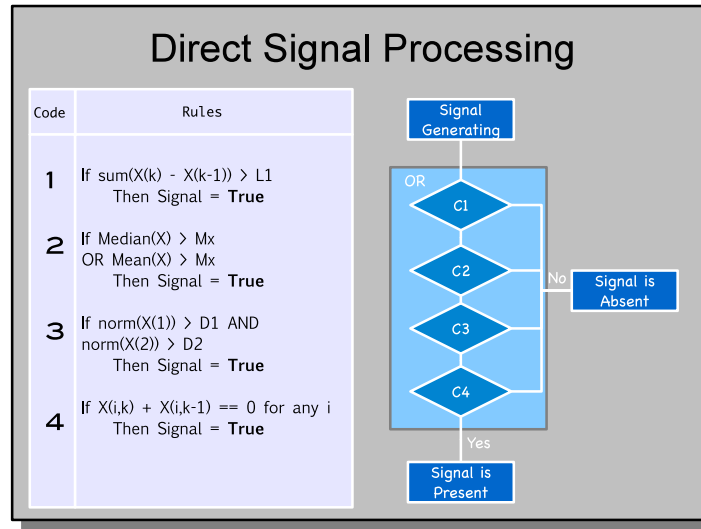 Direct Signal Processing
Code Rules
1 If sum(X(k) - X(k-1)) > L1
Then Signal = True
2 If Median(X) > Mx
OR Mean(X) > Mx
Then Signal = True
3 If norm(X(1)) > D1 AND
norm(X(2)) > D2
Then Signal = True
4 If X(i,k) + X(i,k-1) == 0 for any i
Then Signal = True
Signal
Generating
OR
C1
C2
C3
C4
No
Signal is
Absent
Yes
Signal is
Present